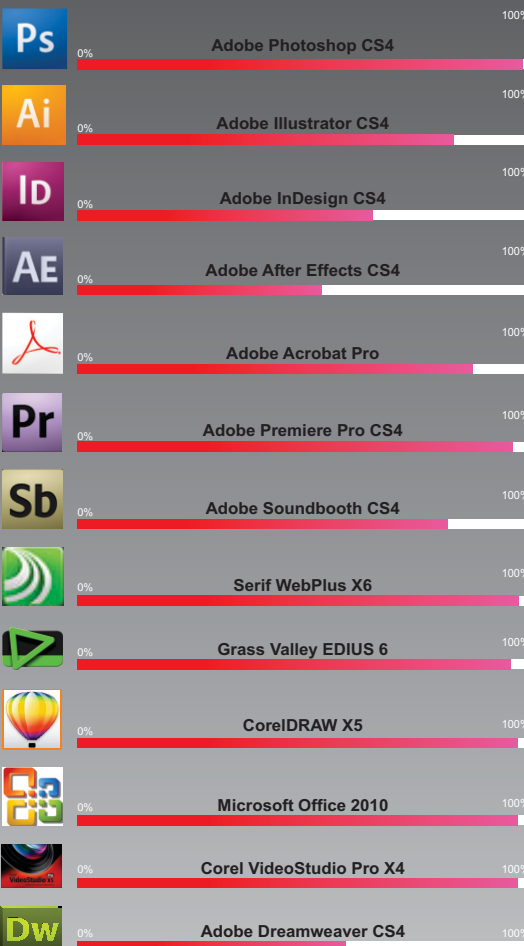 100%
Ps
Adobe Photoshop CS4
0%
100%
Ai
Adobe Illustrator CS4
0%
100%
ID
Adobe InDesign CS4
0%
100%
AE
Adobe After Effects CS4
0%
100%
Adobe Acrobat Pro
0%
100%
Pr
Adobe Premiere Pro CS4
0%
100%
Sb
Adobe Soundbooth CS4
0%
100%
Serif WebPlus X6
0%
100%
Grass Valley EDIUS 6
0%
100%
CorelDRAW X5
0%
100%
Microsoft Office 2010
0%
100%
Corel VideoStudio Pro X4
0%
VideoStudio
Dw
Adobe Dreamweaver CS4
0%
100%